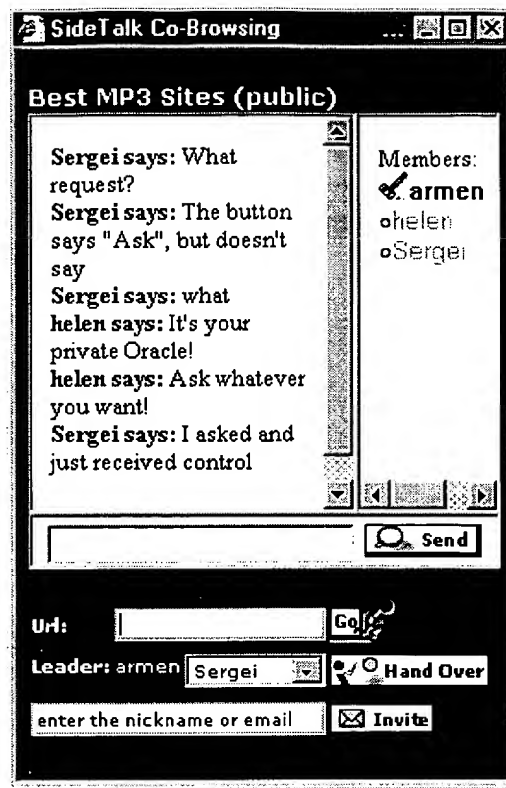 SideTalk Co-Browsing ...
Best MP3 Sites (public)
Sergei says: What
request?
Sergei says: The button
says "Ask", but doesn't
say
Sergei says: what
helen says: It's your
private Oracle!
helen says: Ask whatever
you want!
Sergei says: I asked and
just received control
Members:
armen
helen
Sergei
Send
Url:
Go
Leader: armen Sergei Hand Over
enter the nickname or email Invite